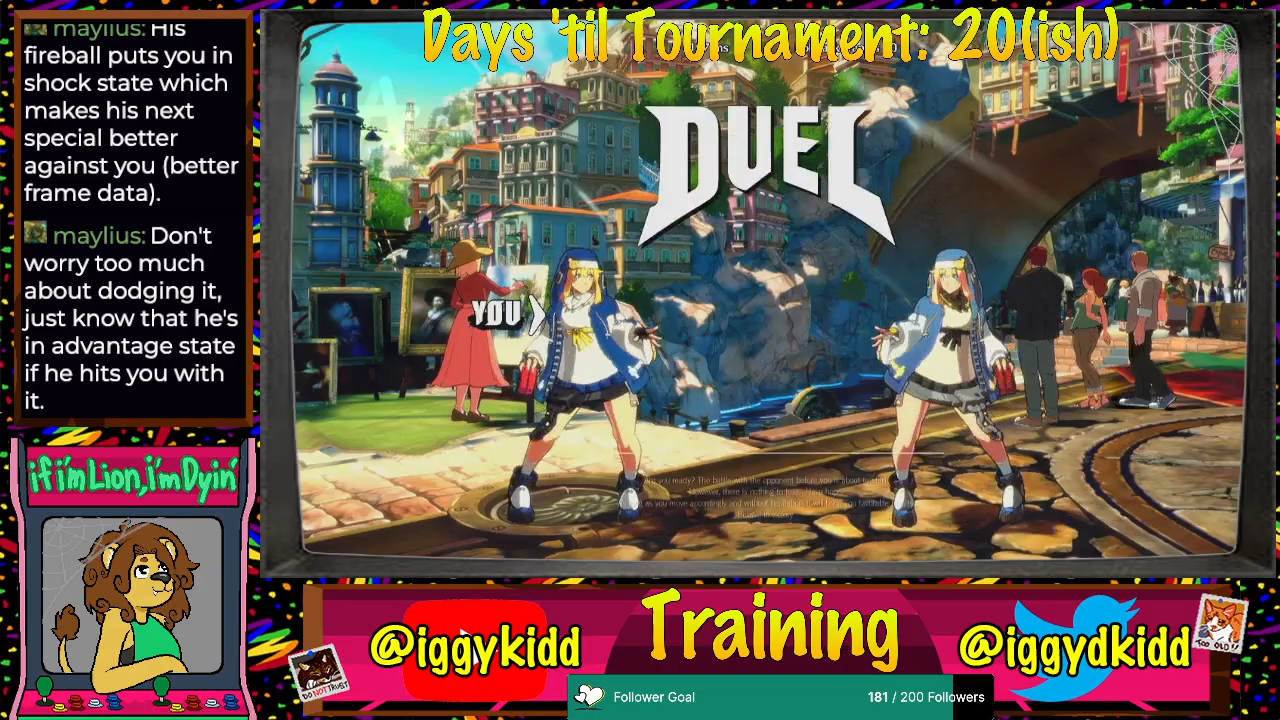 maylius: His
fireball puts you in
shock state which
makes his next
special better
against you (better
frame data).
maylius: Don't
worry too much
about dodging it,
just know that he's
in advantage state
if he hits you with
it.
Days 'til Tournament: 20(ish)
DUEL
YOU
if i'm Lion, i'm Dyin'
@iggykidd
Training
@iggydkidd
DO NOT TRUST
TOO OLD!!
Follower Goal
181 / 200 Followers